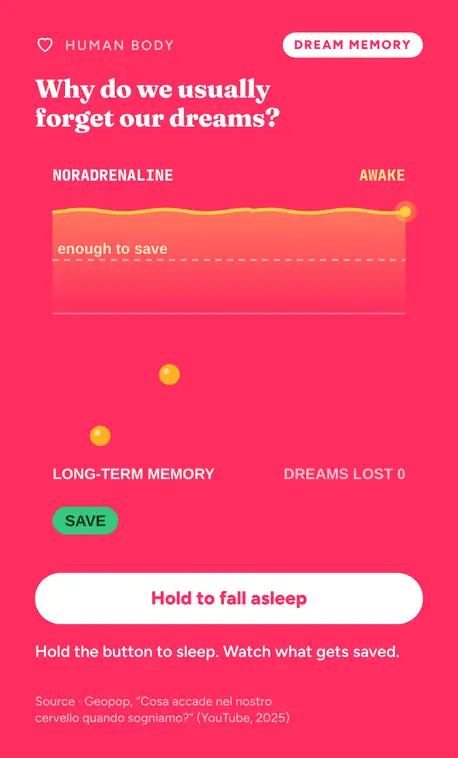 HUMAN BODY
DREAM MEMORY
Why do we usually
forget our dreams?
NORADRENALINE
AWAKE
enough to save
LONG-TERM MEMORY
DREAMS LOST 0
SAVE
Hold to fall asleep
Hold the button to sleep. Watch what gets saved.
Source · Geopop, “Cosa accade nel nostro
cervello quando sogniamo?” (YouTube, 2025)